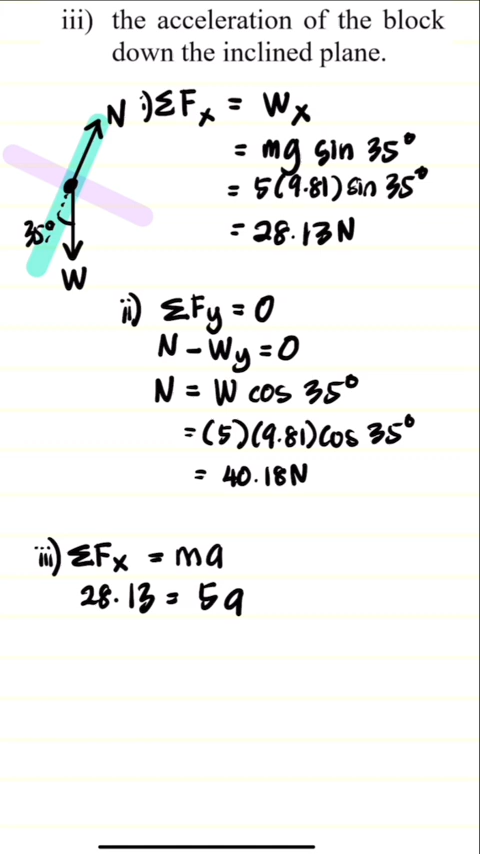 iii) the acceleration of the block
down the inclined plane.
N
i) ΣFx = Wx
= mg sin 35°
= 5(9.81) sin 35°
= 28.13N
35°
W
ii) ΣFy = 0
N - Wy = 0
N = W cos 35°
= (5)(9.81) cos 35°
= 40.18N
iii) ΣFx = ma
28.13 = 5a